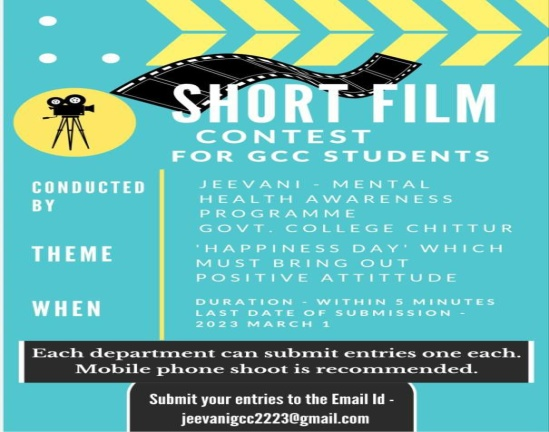 SHORT FILM
CONTEST
FOR GCC STUDENTS
CONDUCTED
BY
JEEVANI - MENTAL
HEALTH AWARENESS
PROGRAMME
GOVT. COLLEGE CHITTUR
THEME
'HAPPINESS DAY' WHICH
MUST BRING OUT
POSITIVE ATTITTUDE
WHEN
DURATION - WITHIN 5 MINUTES
LAST DATE OF SUBMISSION -
2023 MARCH 1
Each department can submit entries one each.
Mobile phone shoot is recommended.
Submit your entries to the Email Id -
jeevanigcc2223@gmail.com